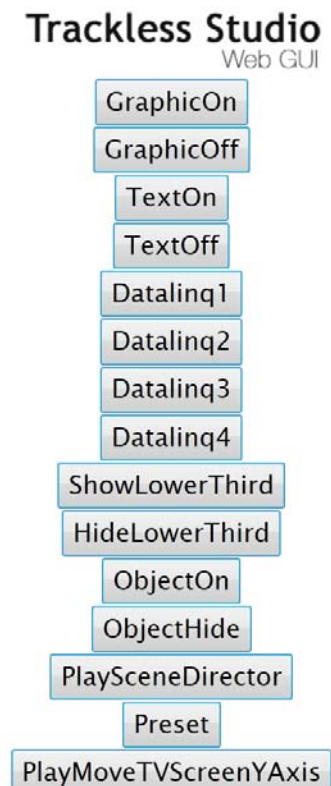 Trackless Studio
Web GUI
GraphicOn
GraphicOff
TextOn
TextOff
Datalinq1
Datalinq2
Datalinq3
Datalinq4
ShowLowerThird
HideLowerThird
ObjectOn
ObjectHide
PlaySceneDirector
Preset
PlayMoveTVScreenYAxis